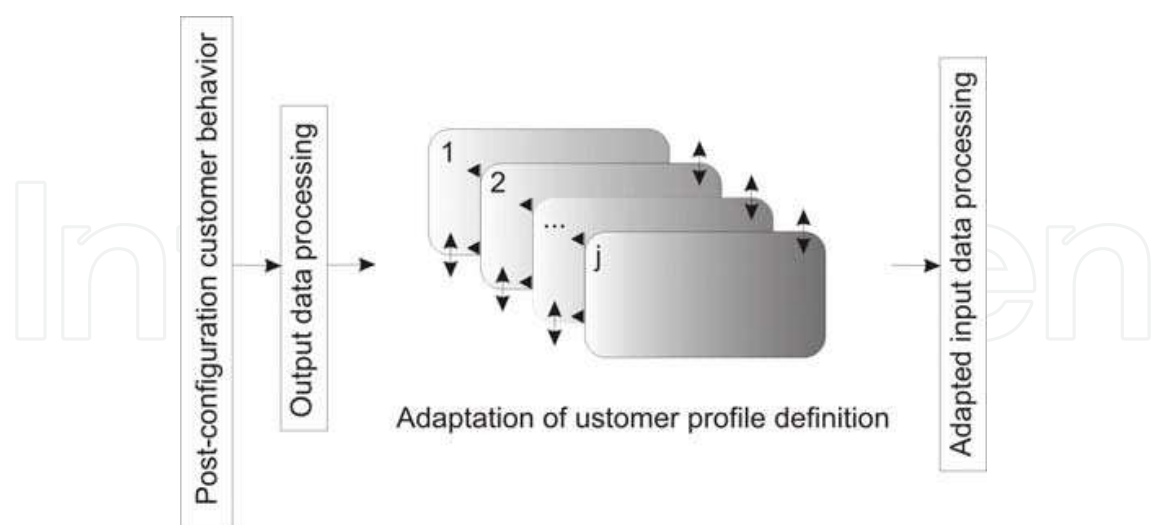 Post-configuration customer behavior
Output data processing
1
2
...
j
Adaptation of ustomer profile definition
Adapted input data processing